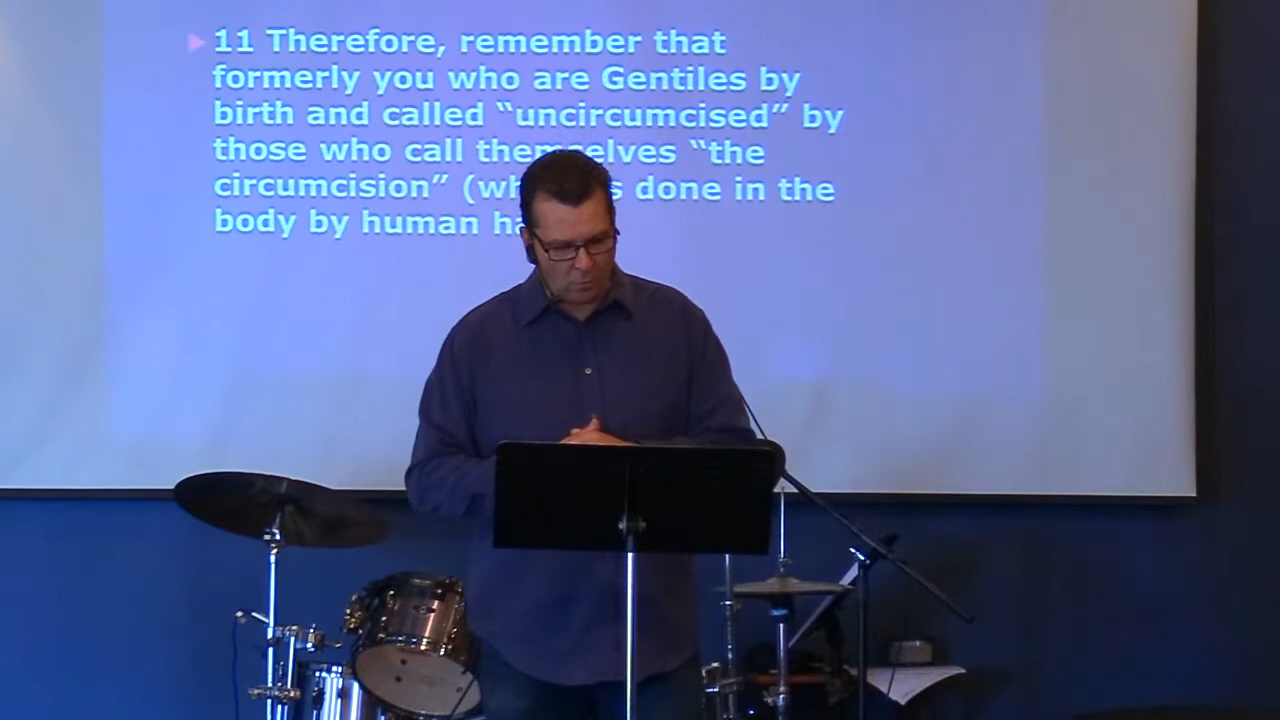 11 Therefore, remember that
formerly you who are Gentiles by
birth and called “uncircumcised” by
those who call themselves “the
circumcision” (wh s done in the
body by human ha